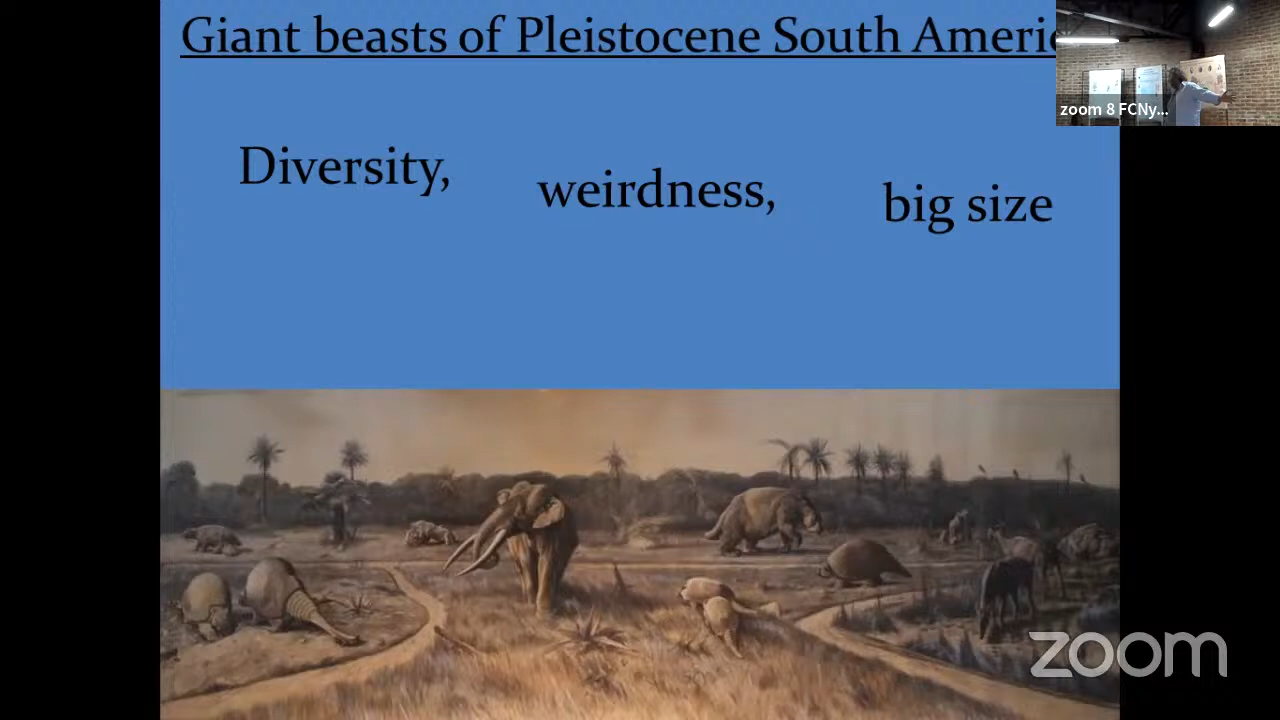 Giant beasts of Pleistocene South Americ
zoom 8 FCNy...
Diversity, weirdness, big size
zoom